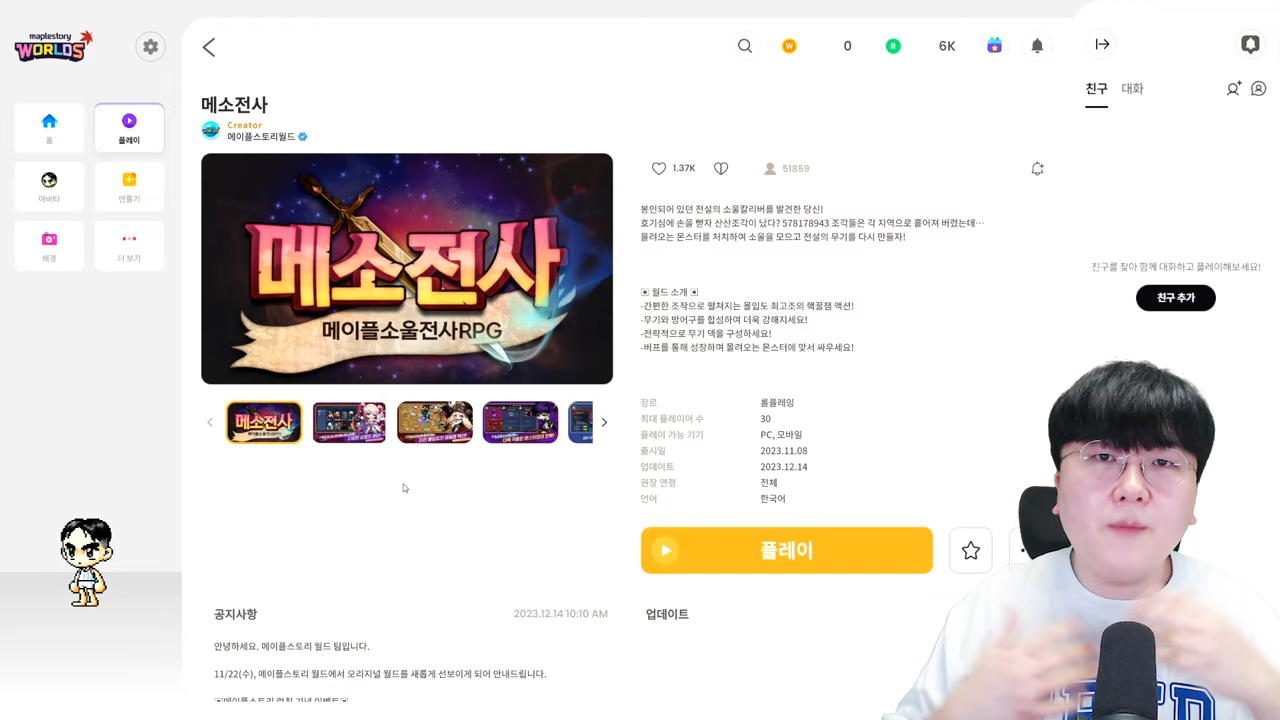 maplestory
WORLDS
홈
플레이
아바타
만들기
배경
더 보기
0
6K
친구
대화
메소전사
Creator
메이플스토리월드
메소전사
메이플소울전사RPG
1.37K
51859
봉인되어 있던 전설의 소울칼리버를 발견한 당신!
호기심에 손을 뻗자 산산조각이 났다? 578178943 조각들은 각 지역으로 흩어져 버렸는데…
몰려오는 몬스터를 처치하여 소울을 모으고 전설의 무기를 다시 만들자!
▣ 월드 소개 ▣
-간편한 조작으로 펼쳐지는 몰입도 최고조의 핵꿀잼 액션!
-무기와 방어구를 합성하여 더욱 강해지세요!
-전략적으로 무기 덱을 구성하세요!
-버프를 통해 성장하며 몰려오는 몬스터에 맞서 싸우세요!
장르 롤플레잉
최대 플레이어 수 30
플레이 가능 기기 PC, 모바일
출시일 2023.11.08
업데이트 2023.12.14
권장 연령 전체
언어 한국어
플레이
친구를 찾아 함께 대화하고 플레이해보세요!
친구 추가
공지사항 2023.12.14 10:10 AM
안녕하세요. 메이플스토리 월드 팀입니다.
11/22(수), 메이플스토리 월드에서 오리지널 월드를 새롭게 선보이게 되어 안내드립니다.
업데이트